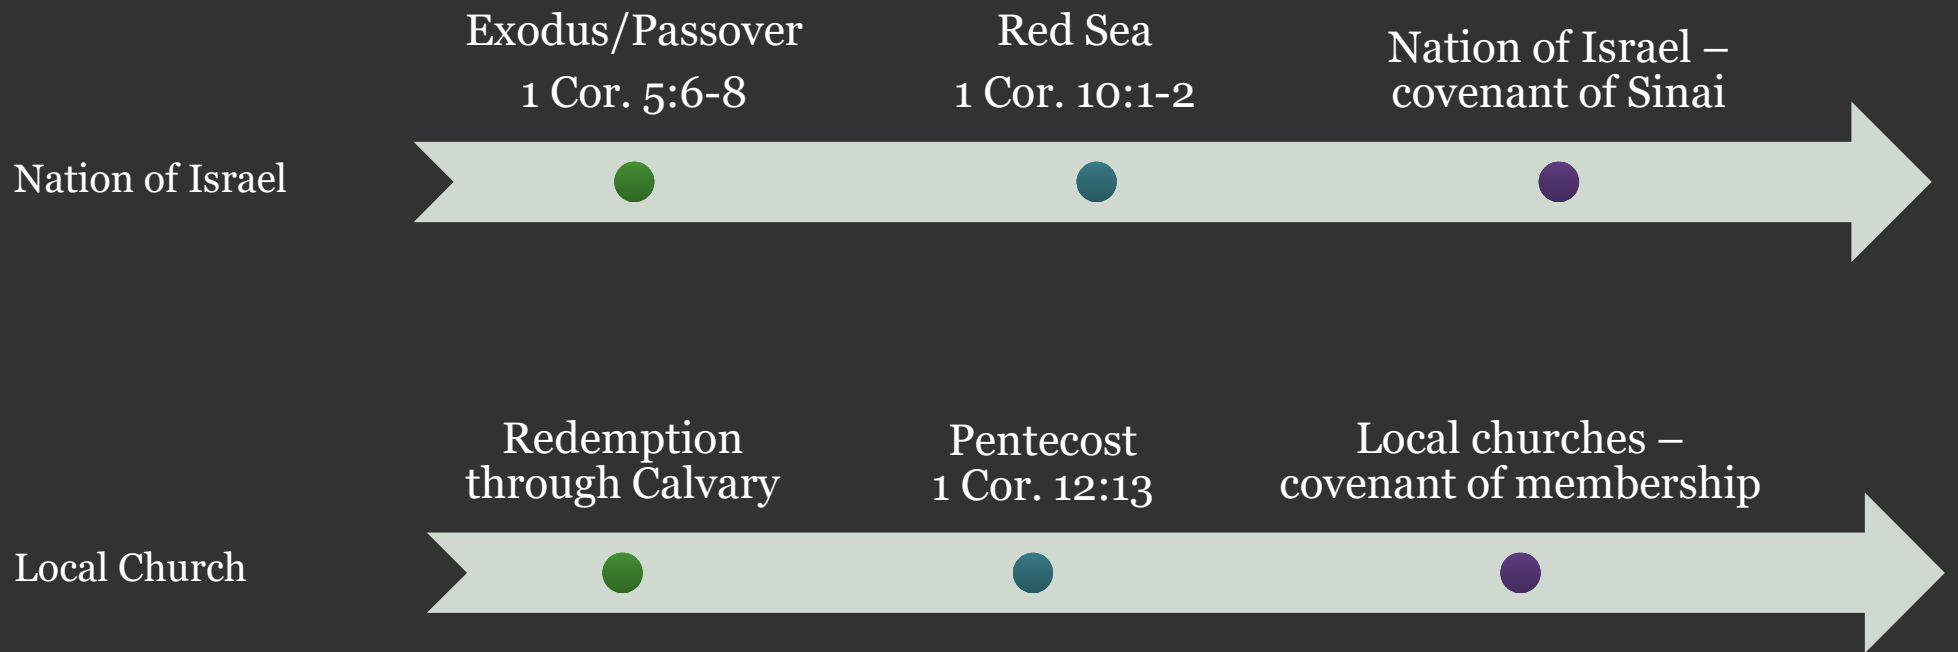 Exodus/Passover
1 Cor. 5:6-8
Red Sea
1 Cor. 10:1-2
Nation of Israel –
covenant of Sinai
Nation of Israel
Redemption
through Calvary
Pentecost
1 Cor. 12:13
Local churches –
covenant of membership
Local Church